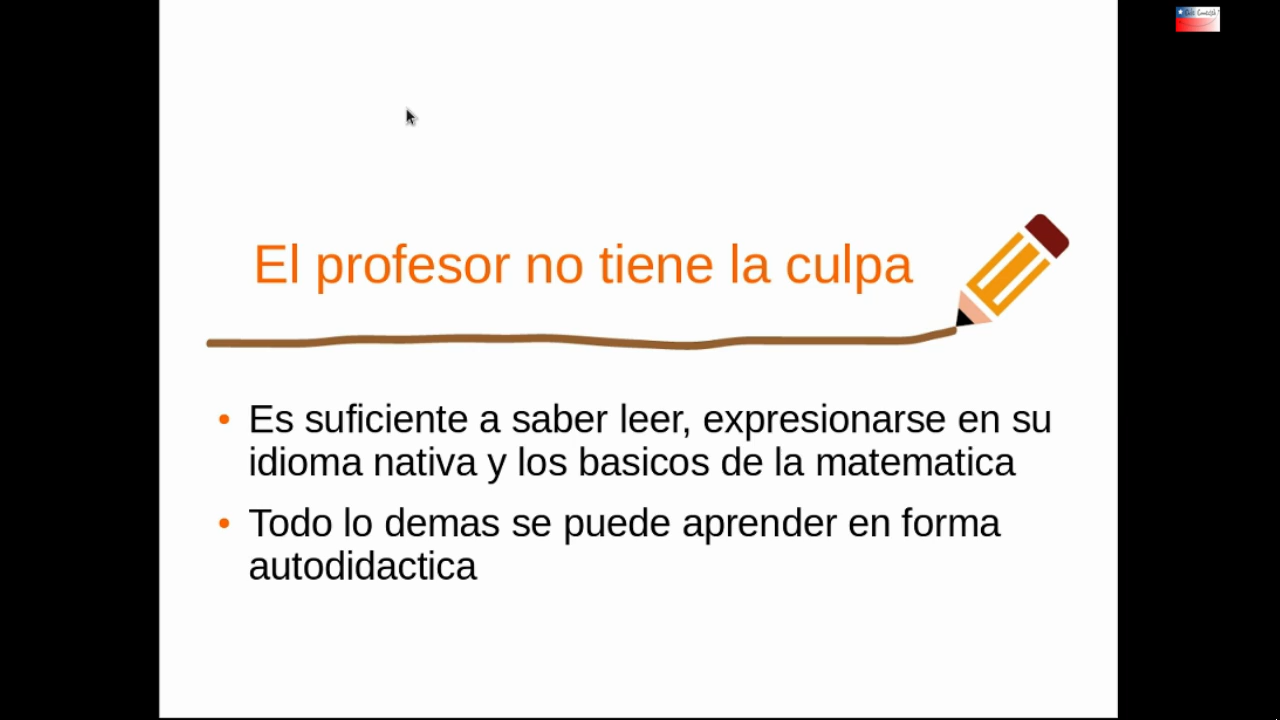 El profesor no tiene la culpa
• Es suficiente a saber leer, expresionarse en su
idioma nativa y los basicos de la matematica
• Todo lo demas se puede aprender en forma
autodidactica